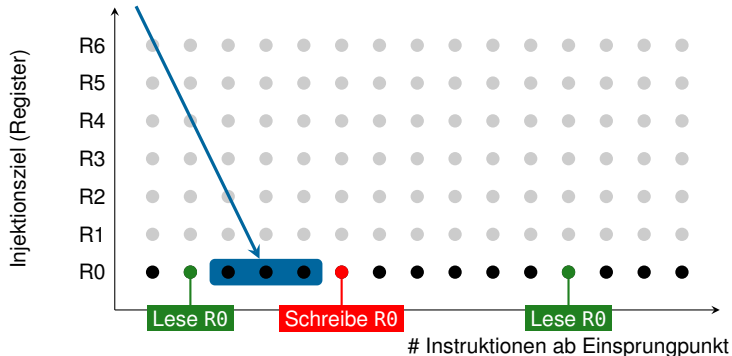 Injektionsziel (Register)
R6
R5
R4
R3
R2
R1
R0
Lese R0
Schreibe R0
Lese R0
# Instruktionen ab Einsprungpunkt